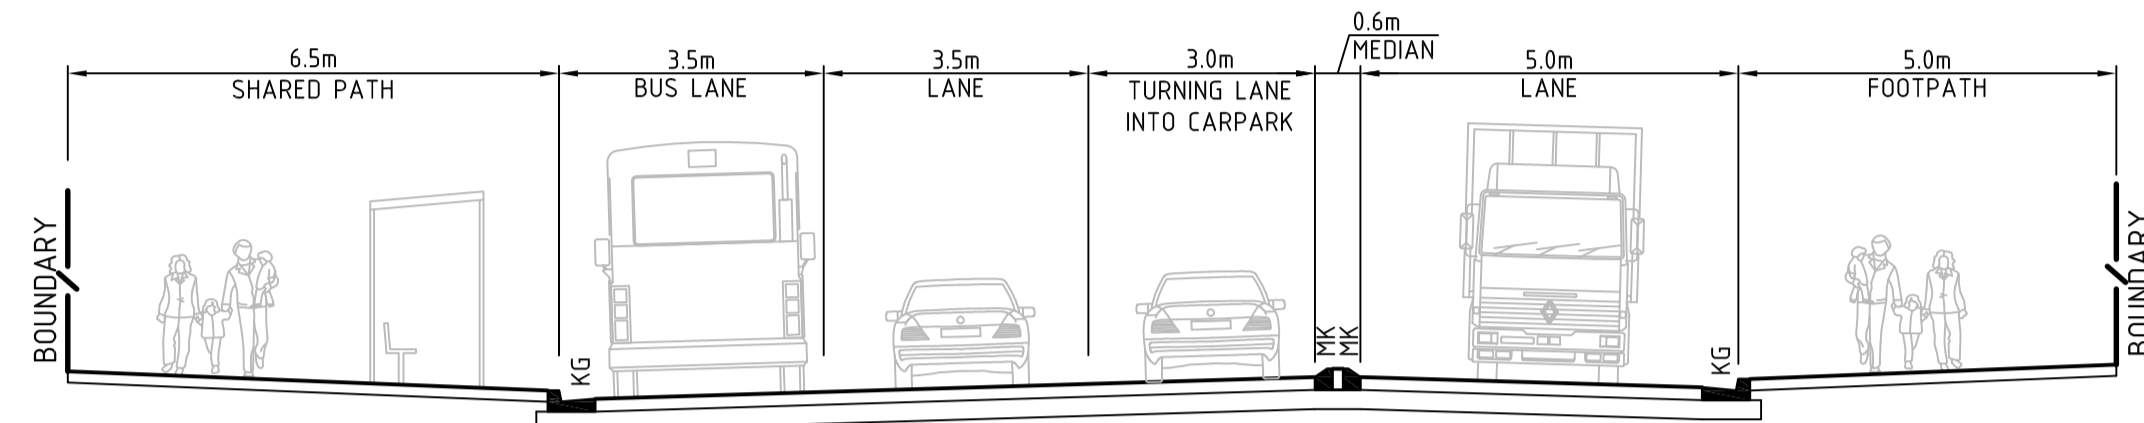 0.6m
MEDIAN
6.5m
SHARED PATH
3.5m
BUS LANE
3.5m
LANE
3.0m
TURNING LANE
INTO CARPARK
5.0m
LANE
5.0m
FOOTPATH
BOUNDARY
KG
MK
MK
KG
BOUNDARY